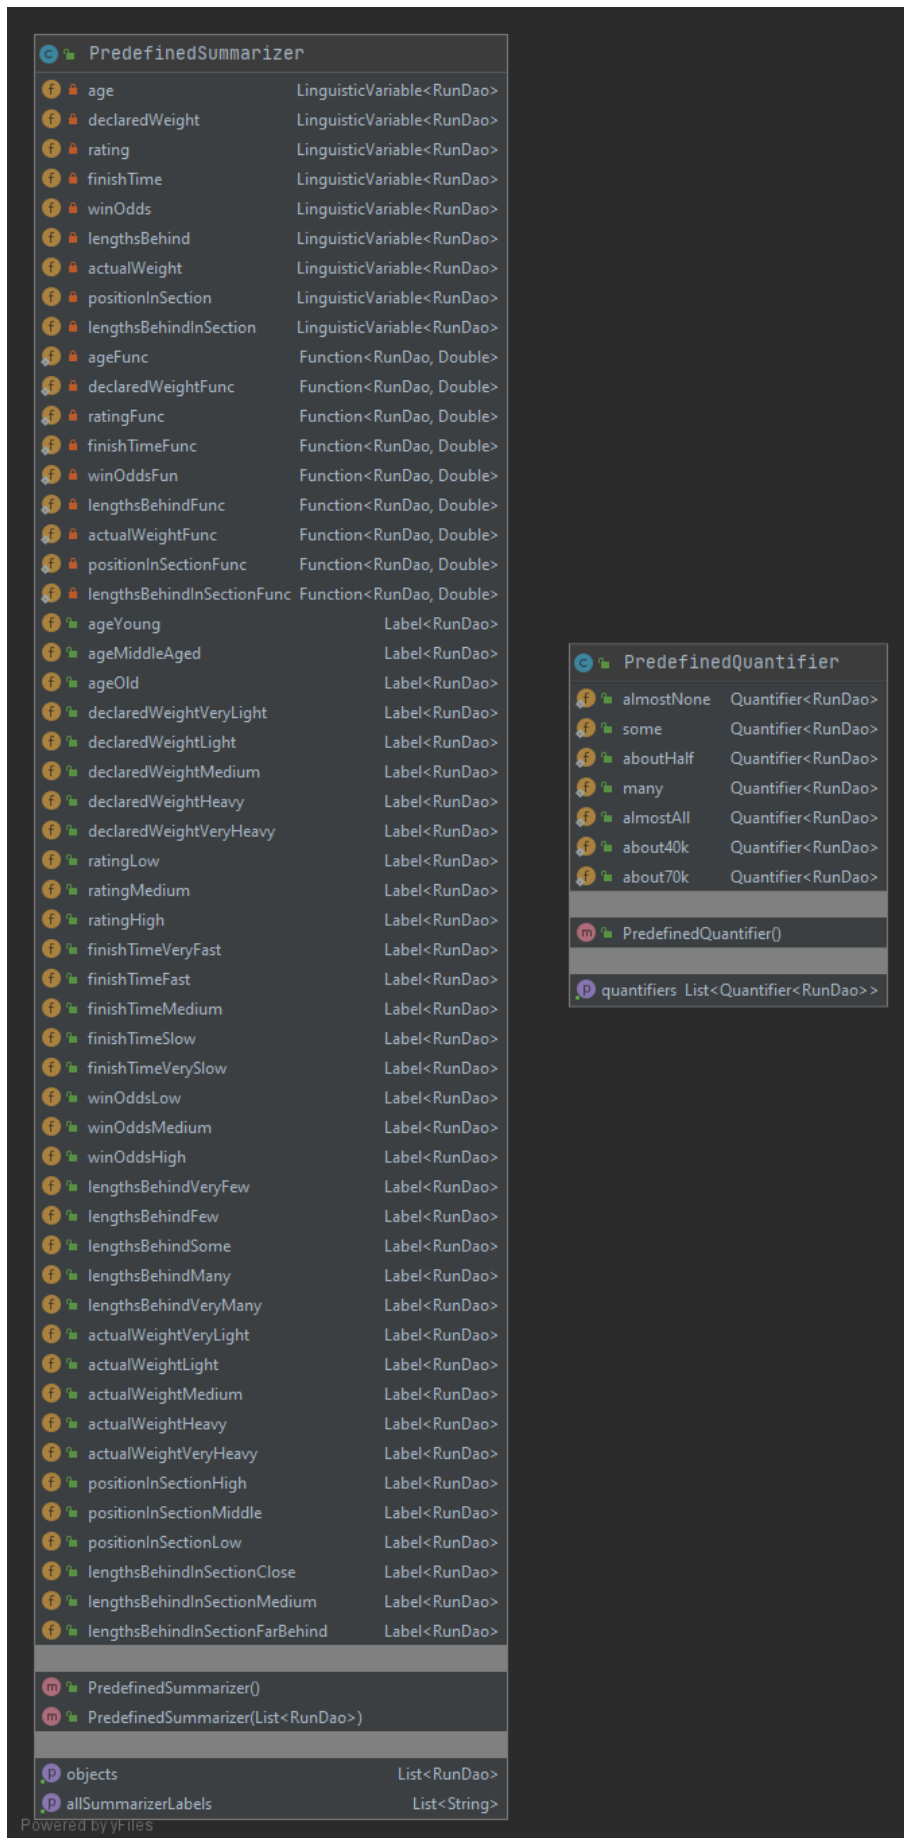 PredefinedSummarizer
age LinguisticVariable<RunDao>
declaredWeight LinguisticVariable<RunDao>
rating LinguisticVariable<RunDao>
finishTime LinguisticVariable<RunDao>
winOdds LinguisticVariable<RunDao>
lengthsBehind LinguisticVariable<RunDao>
actualWeight LinguisticVariable<RunDao>
positionInSection LinguisticVariable<RunDao>
lengthsBehindInSection LinguisticVariable<RunDao>
ageFunc Function<RunDao, Double>
declaredWeightFunc Function<RunDao, Double>
ratingFunc Function<RunDao, Double>
finishTimeFunc Function<RunDao, Double>
winOddsFun Function<RunDao, Double>
lengthsBehindFunc Function<RunDao, Double>
actualWeightFunc Function<RunDao, Double>
positionInSectionFunc Function<RunDao, Double>
lengthsBehindInSectionFunc Function<RunDao, Double>
ageYoung Label<RunDao>
ageMiddleAged Label<RunDao>
ageOld Label<RunDao>
declaredWeightVeryLight Label<RunDao>
declaredWeightLight Label<RunDao>
declaredWeightMedium Label<RunDao>
declaredWeightHeavy Label<RunDao>
declaredWeightVeryHeavy Label<RunDao>
ratingLow Label<RunDao>
ratingMedium Label<RunDao>
ratingHigh Label<RunDao>
finishTimeVeryFast Label<RunDao>
finishTimeFast Label<RunDao>
finishTimeMedium Label<RunDao>
finishTimeSlow Label<RunDao>
finishTimeVerySlow Label<RunDao>
winOddsLow Label<RunDao>
winOddsMedium Label<RunDao>
winOddsHigh Label<RunDao>
lengthsBehindVeryFew Label<RunDao>
lengthsBehindFew Label<RunDao>
lengthsBehindSome Label<RunDao>
lengthsBehindMany Label<RunDao>
lengthsBehindVeryMany Label<RunDao>
actualWeightVeryLight Label<RunDao>
actualWeightLight Label<RunDao>
actualWeightMedium Label<RunDao>
actualWeightHeavy Label<RunDao>
actualWeightVeryHeavy Label<RunDao>
positionInSectionHigh Label<RunDao>
positionInSectionMiddle Label<RunDao>
positionInSectionLow Label<RunDao>
lengthsBehindInSectionClose Label<RunDao>
lengthsBehindInSectionMedium Label<RunDao>
lengthsBehindInSectionFarBehind Label<RunDao>
PredefinedSummarizer()
PredefinedSummarizer(List<RunDao>)
objects List<RunDao>
allSummarizerLabels List<String>
PredefinedQuantifier
almostNone Quantifier<RunDao>
some Quantifier<RunDao>
aboutHalf Quantifier<RunDao>
many Quantifier<RunDao>
almostAll Quantifier<RunDao>
about40k Quantifier<RunDao>
about70k Quantifier<RunDao>
PredefinedQuantifier()
quantifiers List<Quantifier<RunDao>>
Powered by yFiles